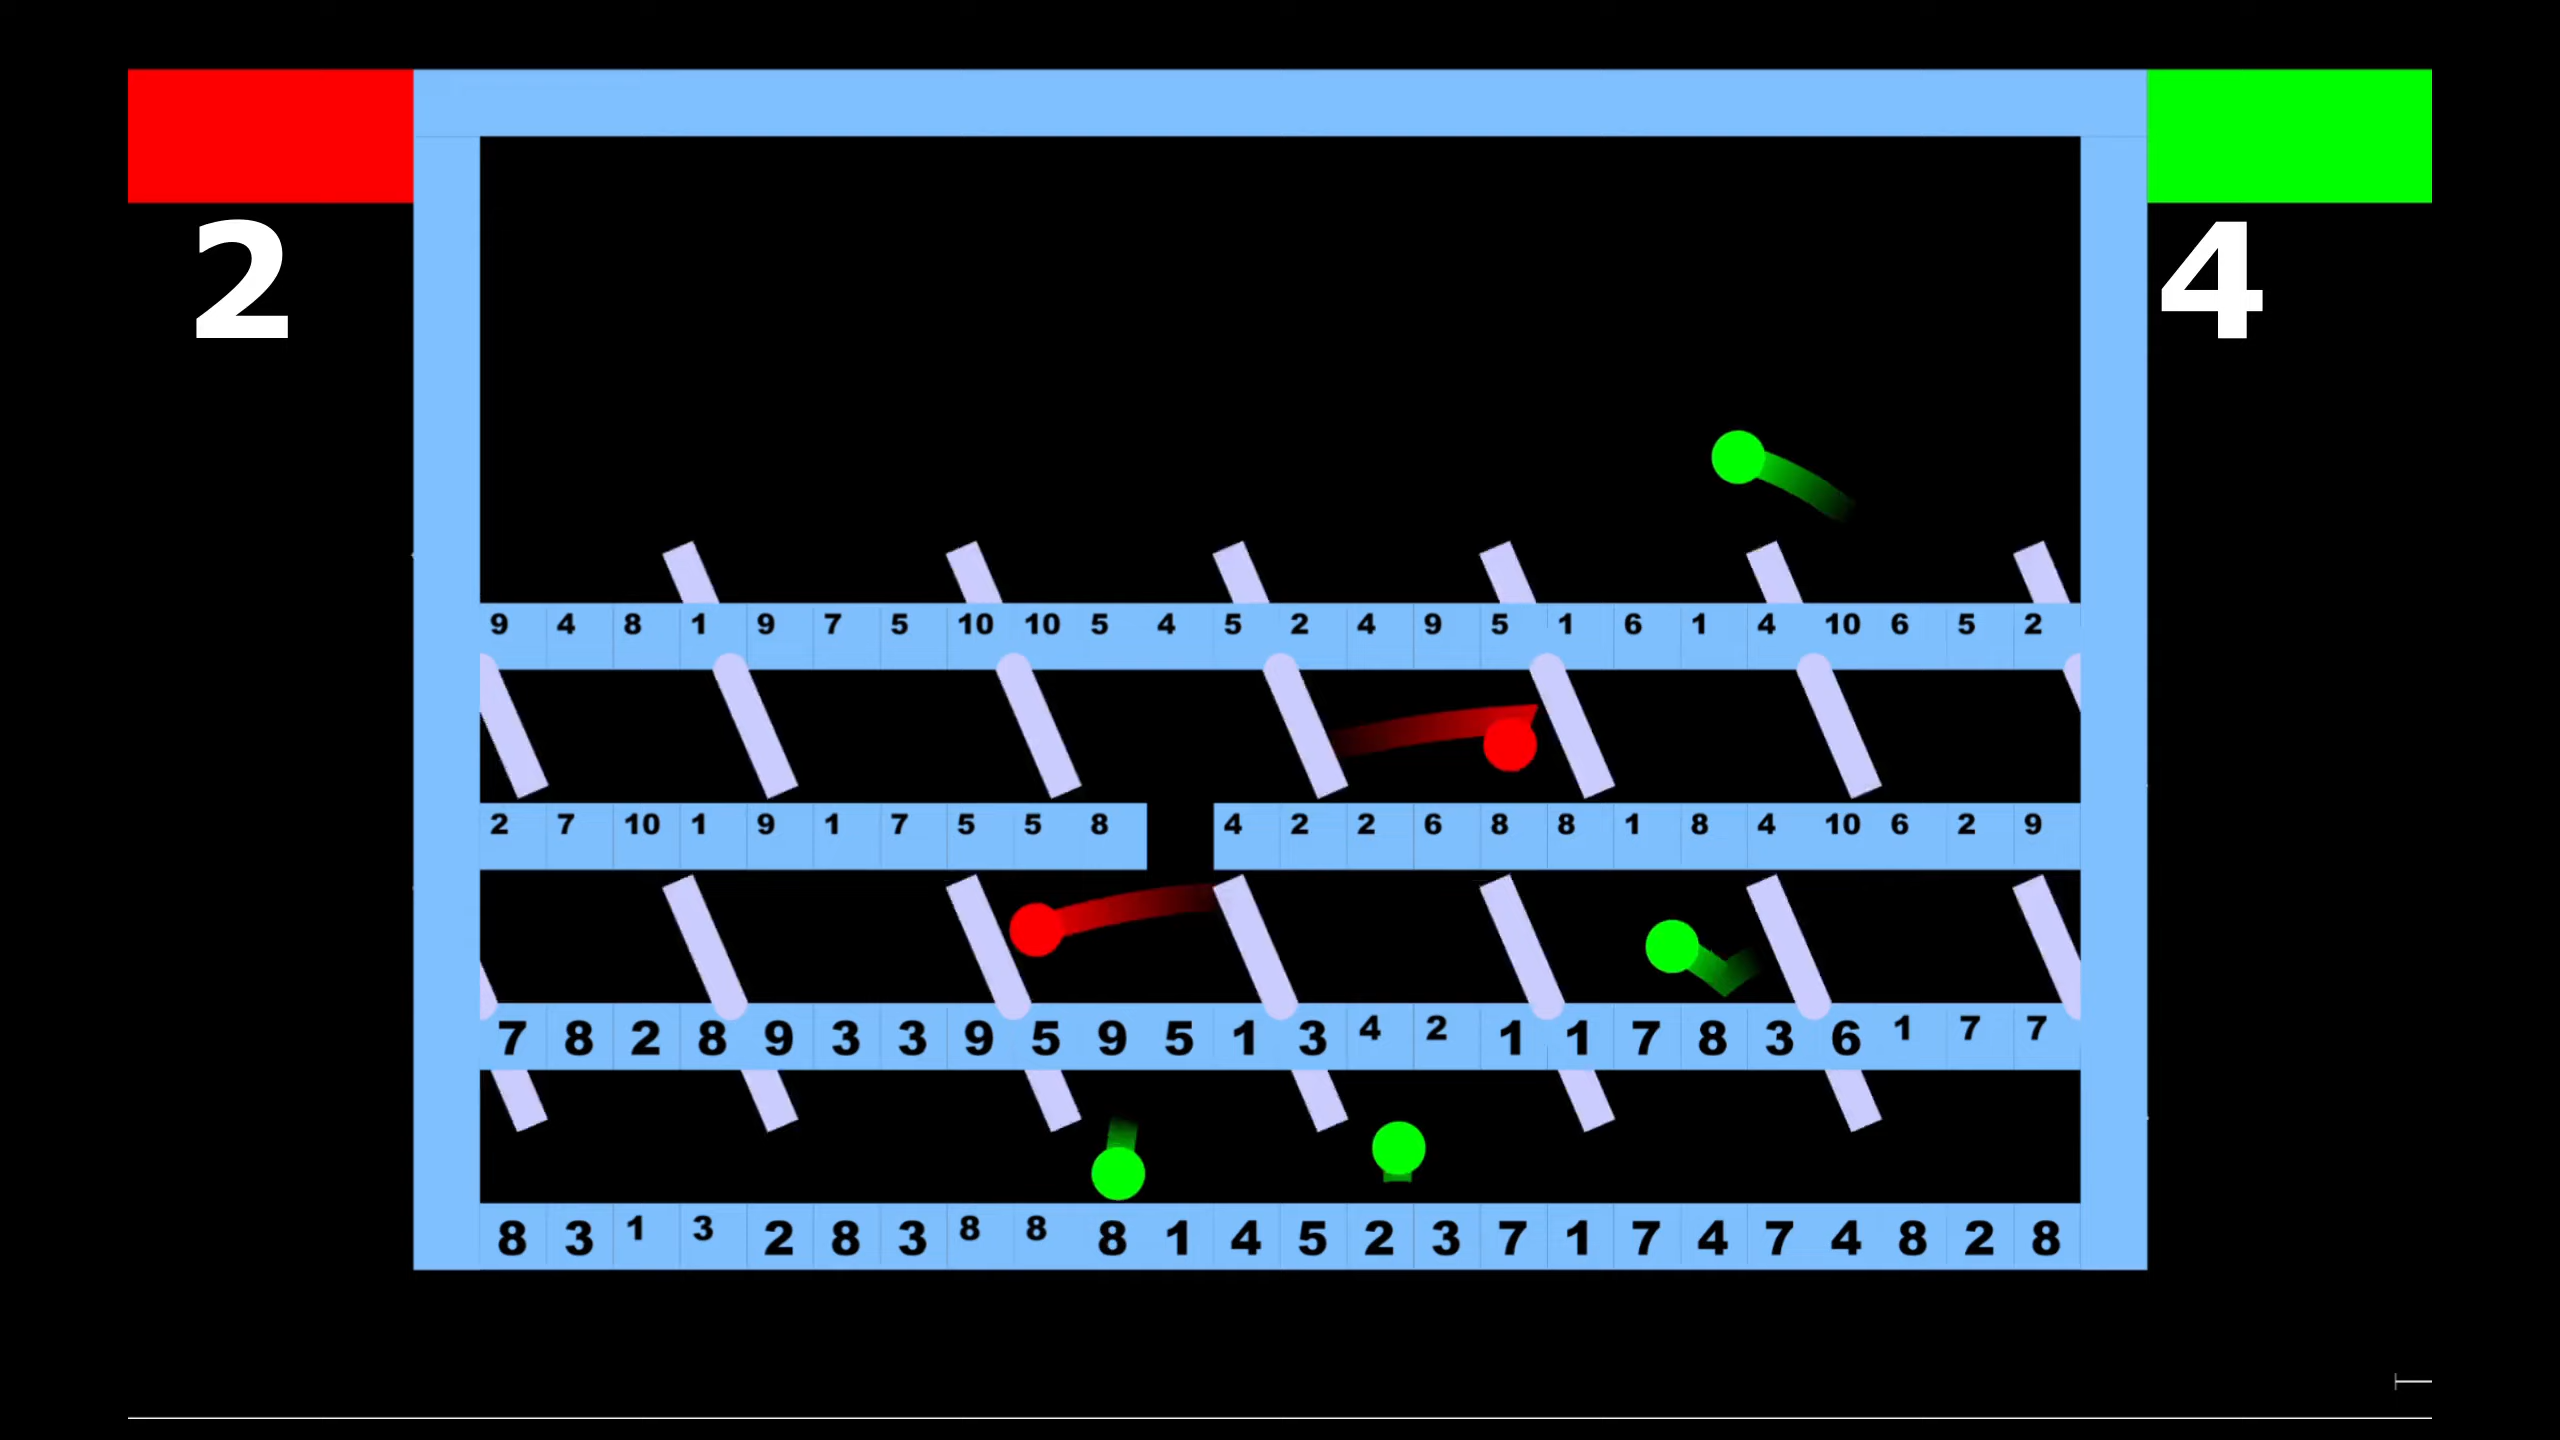 2 4
9 4 8 1 9 7 5 10 10 5 4 5 2 4 9 5 1 6 1 4 10 6 5 2
2 7 10 1 9 1 7 5 5 8 4 2 2 6 8 8 1 8 4 10 6 2 9
7 8 2 8 9 3 3 9 5 9 5 1 3 4 2 1 1 7 8 3 6 1 7 7
8 3 1 3 2 8 3 8 8 8 1 4 5 2 3 7 1 7 4 7 4 8 2 8